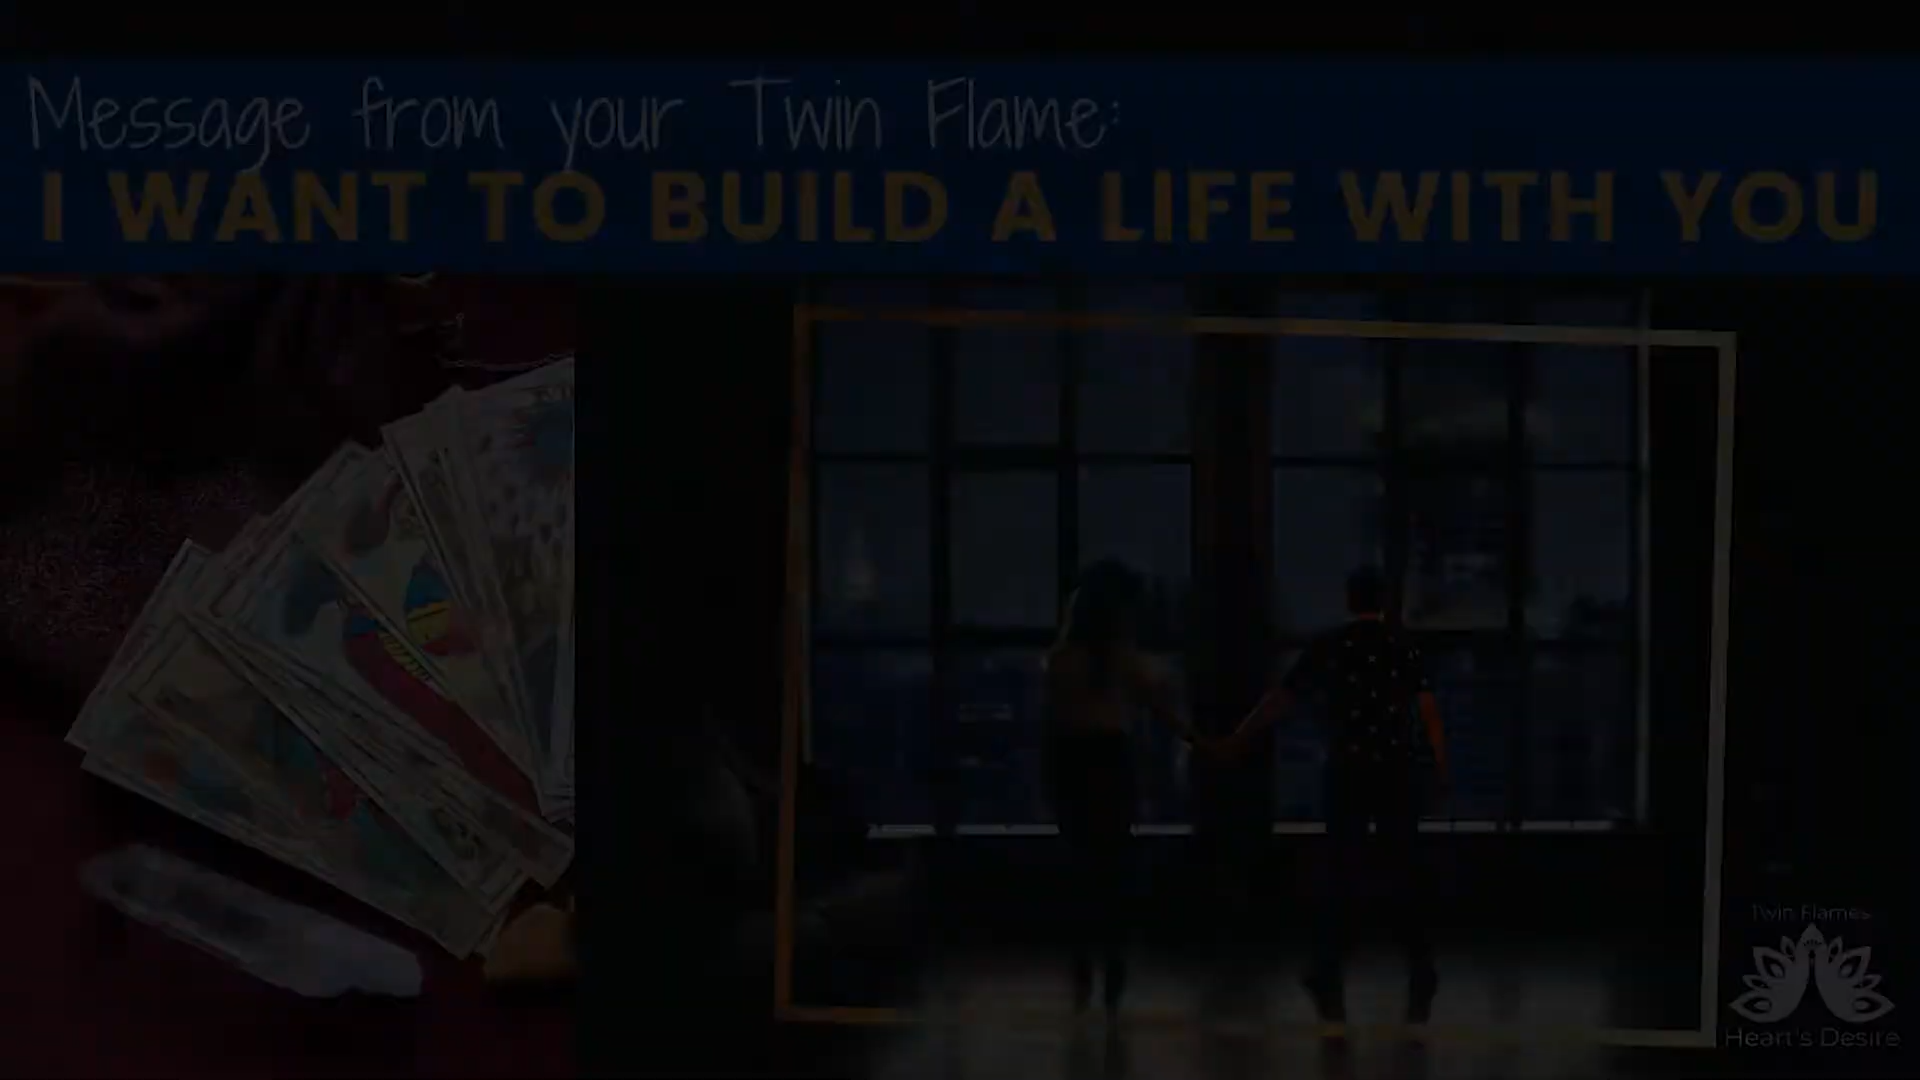 Message from your Twin Flame:
I WANT TO BUILD A LIFE WITH YOU
Twin Flames
Heart's Desire